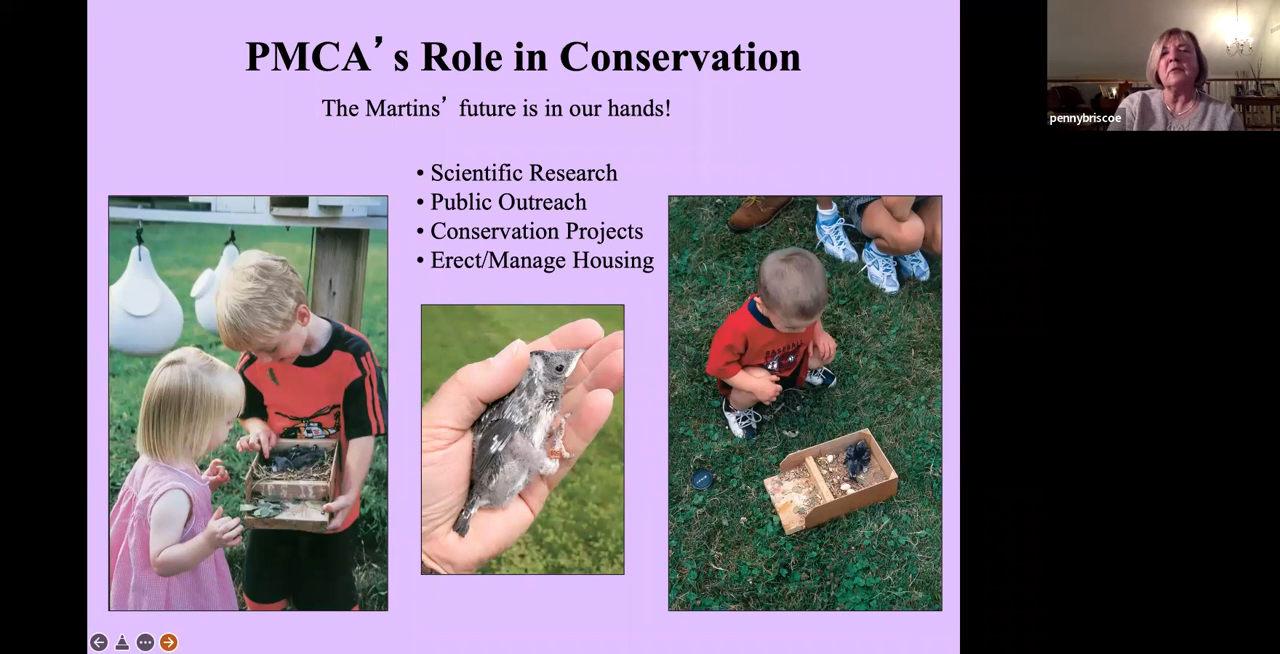 PMCA’s Role in Conservation
The Martins’ future is in our hands!
• Scientific Research
• Public Outreach
• Conservation Projects
• Erect/Manage Housing
BASEBALL
pennybriscoe